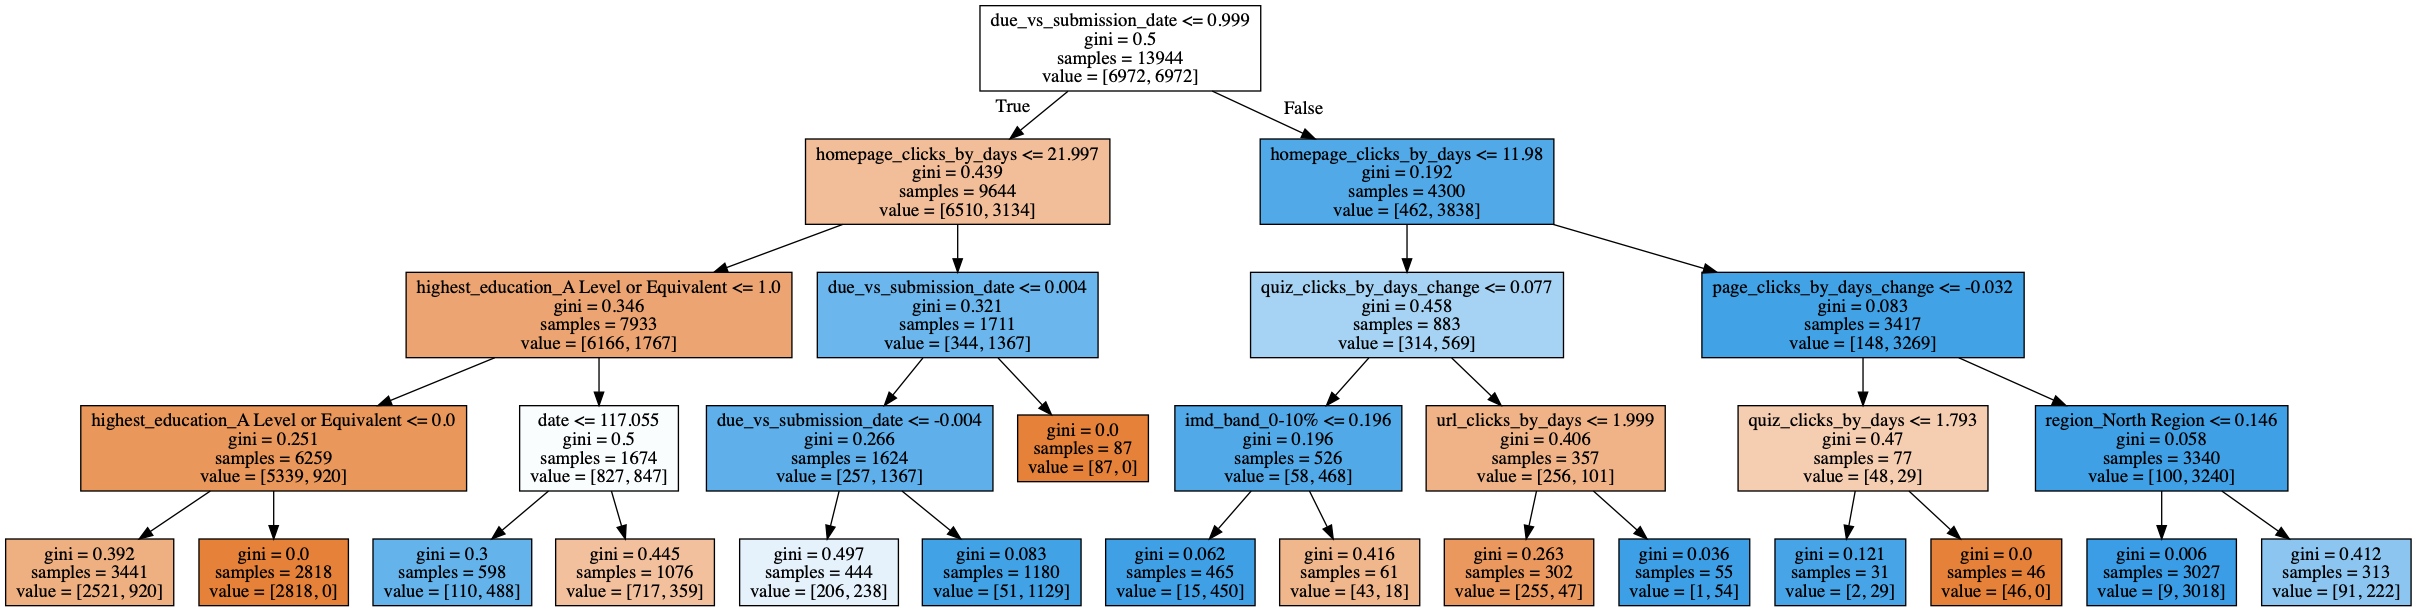 due_vs_submission_date <= 0.999
gini = 0.5
samples = 13944
value = [6972, 6972]
True
False
homepage_clicks_by_days <= 21.997
gini = 0.439
samples = 9644
value = [6510, 3134]
homepage_clicks_by_days <= 11.98
gini = 0.192
samples = 4300
value = [462, 3838]
highest_education_A Level or Equivalent <= 1.0
gini = 0.346
samples = 7933
value = [6166, 1767]
due_vs_submission_date <= 0.004
gini = 0.321
samples = 1711
value = [344, 1367]
quiz_clicks_by_days_change <= 0.077
gini = 0.458
samples = 883
value = [314, 569]
page_clicks_by_days_change <= -0.032
gini = 0.083
samples = 3417
value = [148, 3269]
highest_education_A Level or Equivalent <= 0.0
gini = 0.251
samples = 6259
value = [5339, 920]
date <= 117.055
gini = 0.5
samples = 1674
value = [827, 847]
due_vs_submission_date <= -0.004
gini = 0.266
samples = 1624
value = [257, 1367]
gini = 0.0
samples = 87
value = [87, 0]
imd_band_0-10% <= 0.196
gini = 0.196
samples = 526
value = [58, 468]
url_clicks_by_days <= 1.999
gini = 0.406
samples = 357
value = [256, 101]
quiz_clicks_by_days <= 1.793
gini = 0.47
samples = 77
value = [48, 29]
region_North Region <= 0.146
gini = 0.058
samples = 3340
value = [100, 3240]
gini = 0.392
samples = 3441
value = [2521, 920]
gini = 0.0
samples = 2818
value = [2818, 0]
gini = 0.3
samples = 598
value = [110, 488]
gini = 0.445
samples = 1076
value = [717, 359]
gini = 0.497
samples = 444
value = [206, 238]
gini = 0.083
samples = 1180
value = [51, 1129]
gini = 0.062
samples = 465
value = [15, 450]
gini = 0.416
samples = 61
value = [43, 18]
gini = 0.263
samples = 302
value = [255, 47]
gini = 0.036
samples = 55
value = [1, 54]
gini = 0.121
samples = 31
value = [2, 29]
gini = 0.0
samples = 46
value = [46, 0]
gini = 0.006
samples = 3027
value = [9, 3018]
gini = 0.412
samples = 313
value = [91, 222]